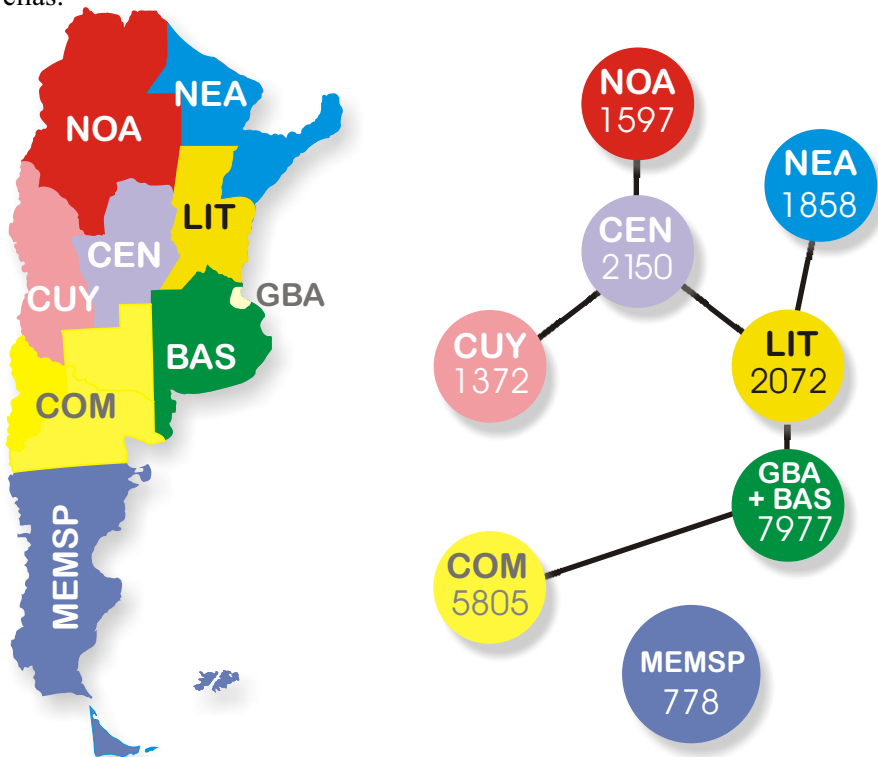 NOA
NEA
LIT
CEN
CUY
GBA
BAS
COM
MEMSP
NOA
1597
NEA
1858
CEN
2150
CUY
1372
LIT
2072
GBA
+ BAS
7977
COM
5805
MEMSP
778